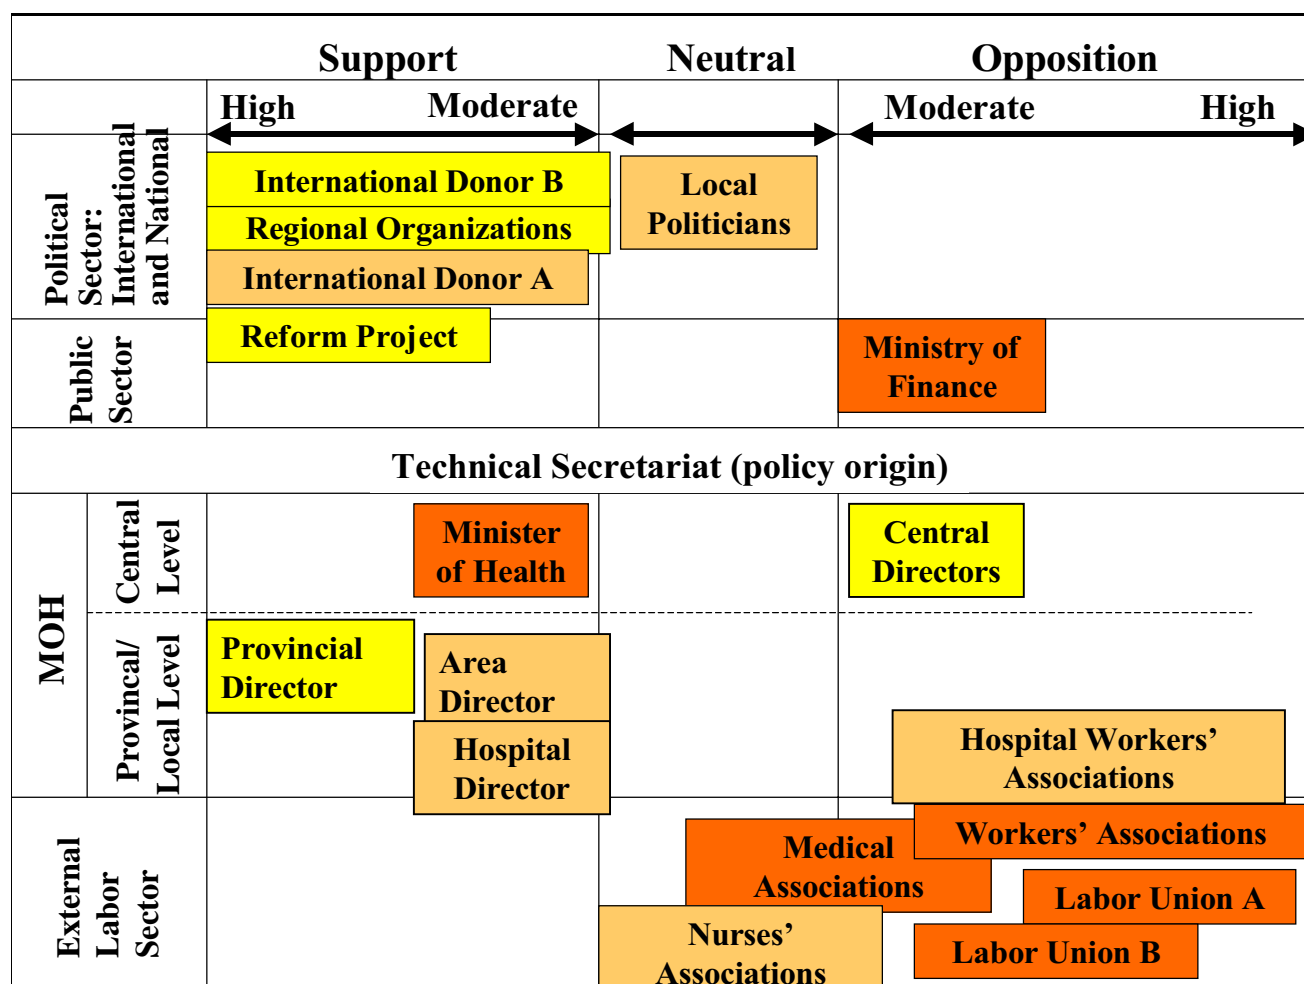 Support
Neutral
Opposition
High
Moderate
Moderate
High
Political
Sector:
International
and National
International Donor B
Regional Organizations
International Donor A
Local
Politicians
Public
Sector
Reform Project
Ministry of
Finance
Technical Secretariat (policy origin)
MOH
Central
Level
Minister
of Health
Central
Directors
Provincal/
Local Level
Provincial
Director
Area
Director
Hospital
Director
Hospital Workers’
Associations
External
Labor
Sector
Workers’ Associations
Medical
Associations
Labor Union A
Nurses’
Associations
Labor Union B